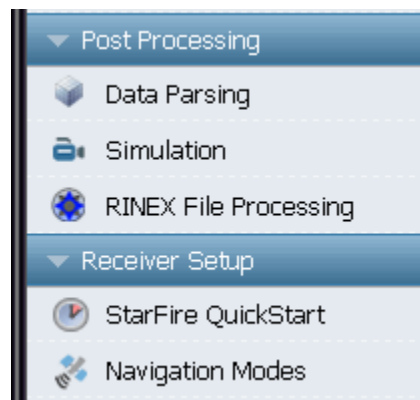 Post Processing
Data Parsing
Simulation
RINEX File Processing
Receiver Setup
StarFire QuickStart
Navigation Modes